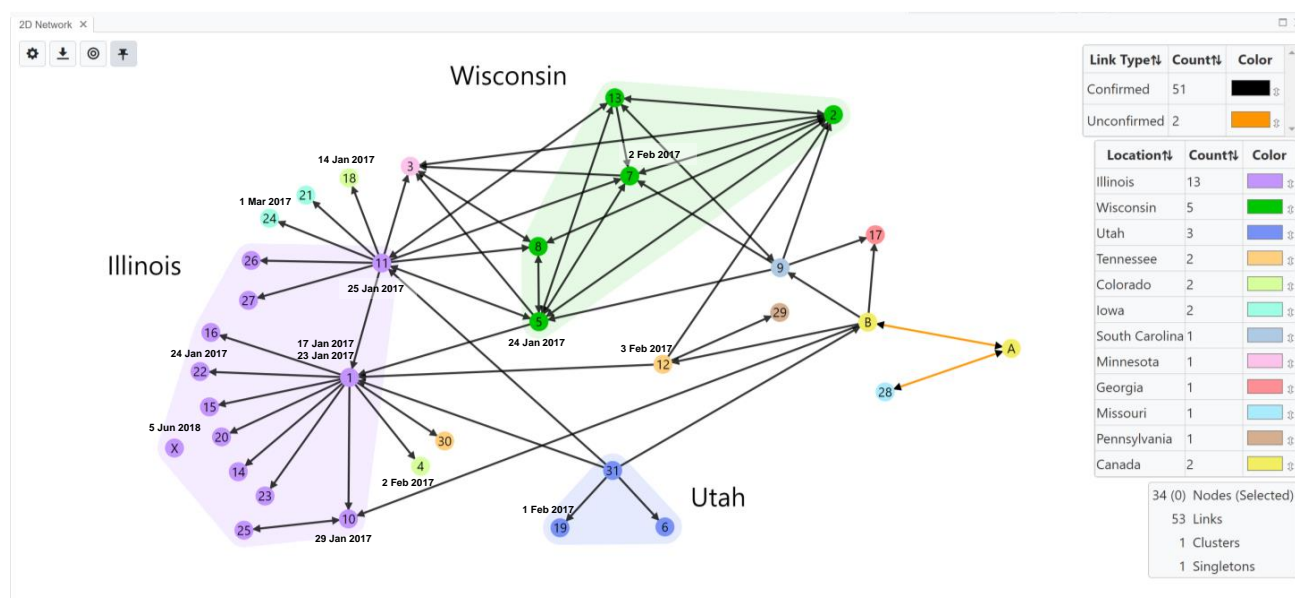 2D Network ×
Wisconsin
13
2
2 Feb 2017
14 Jan 2017
3
18
7
1 Mar 2017
21
24
8
17
Illinois
26
11
9
25 Jan 2017
27
29
B
16
17 Jan 2017
23 Jan 2017
5
24 Jan 2017
3 Feb 2017
A
24 Jan 2017
22
1
12
28
15
5 Jun 2018
20
30
X
14
4
31
2 Feb 2017
23
Utah
1 Feb 2017
25
10
19
6
29 Jan 2017
Link Type Count Color
Confirmed 51
Unconfirmed 2
Location Count Color
Illinois 13
Wisconsin 5
Utah 3
Tennessee 2
Colorado 2
Iowa 2
South Carolina 1
Minnesota 1
Georgia 1
Missouri 1
Pennsylvania 1
Canada 2
34 (0) Nodes (Selected)
53 Links
1 Clusters
1 Singletons